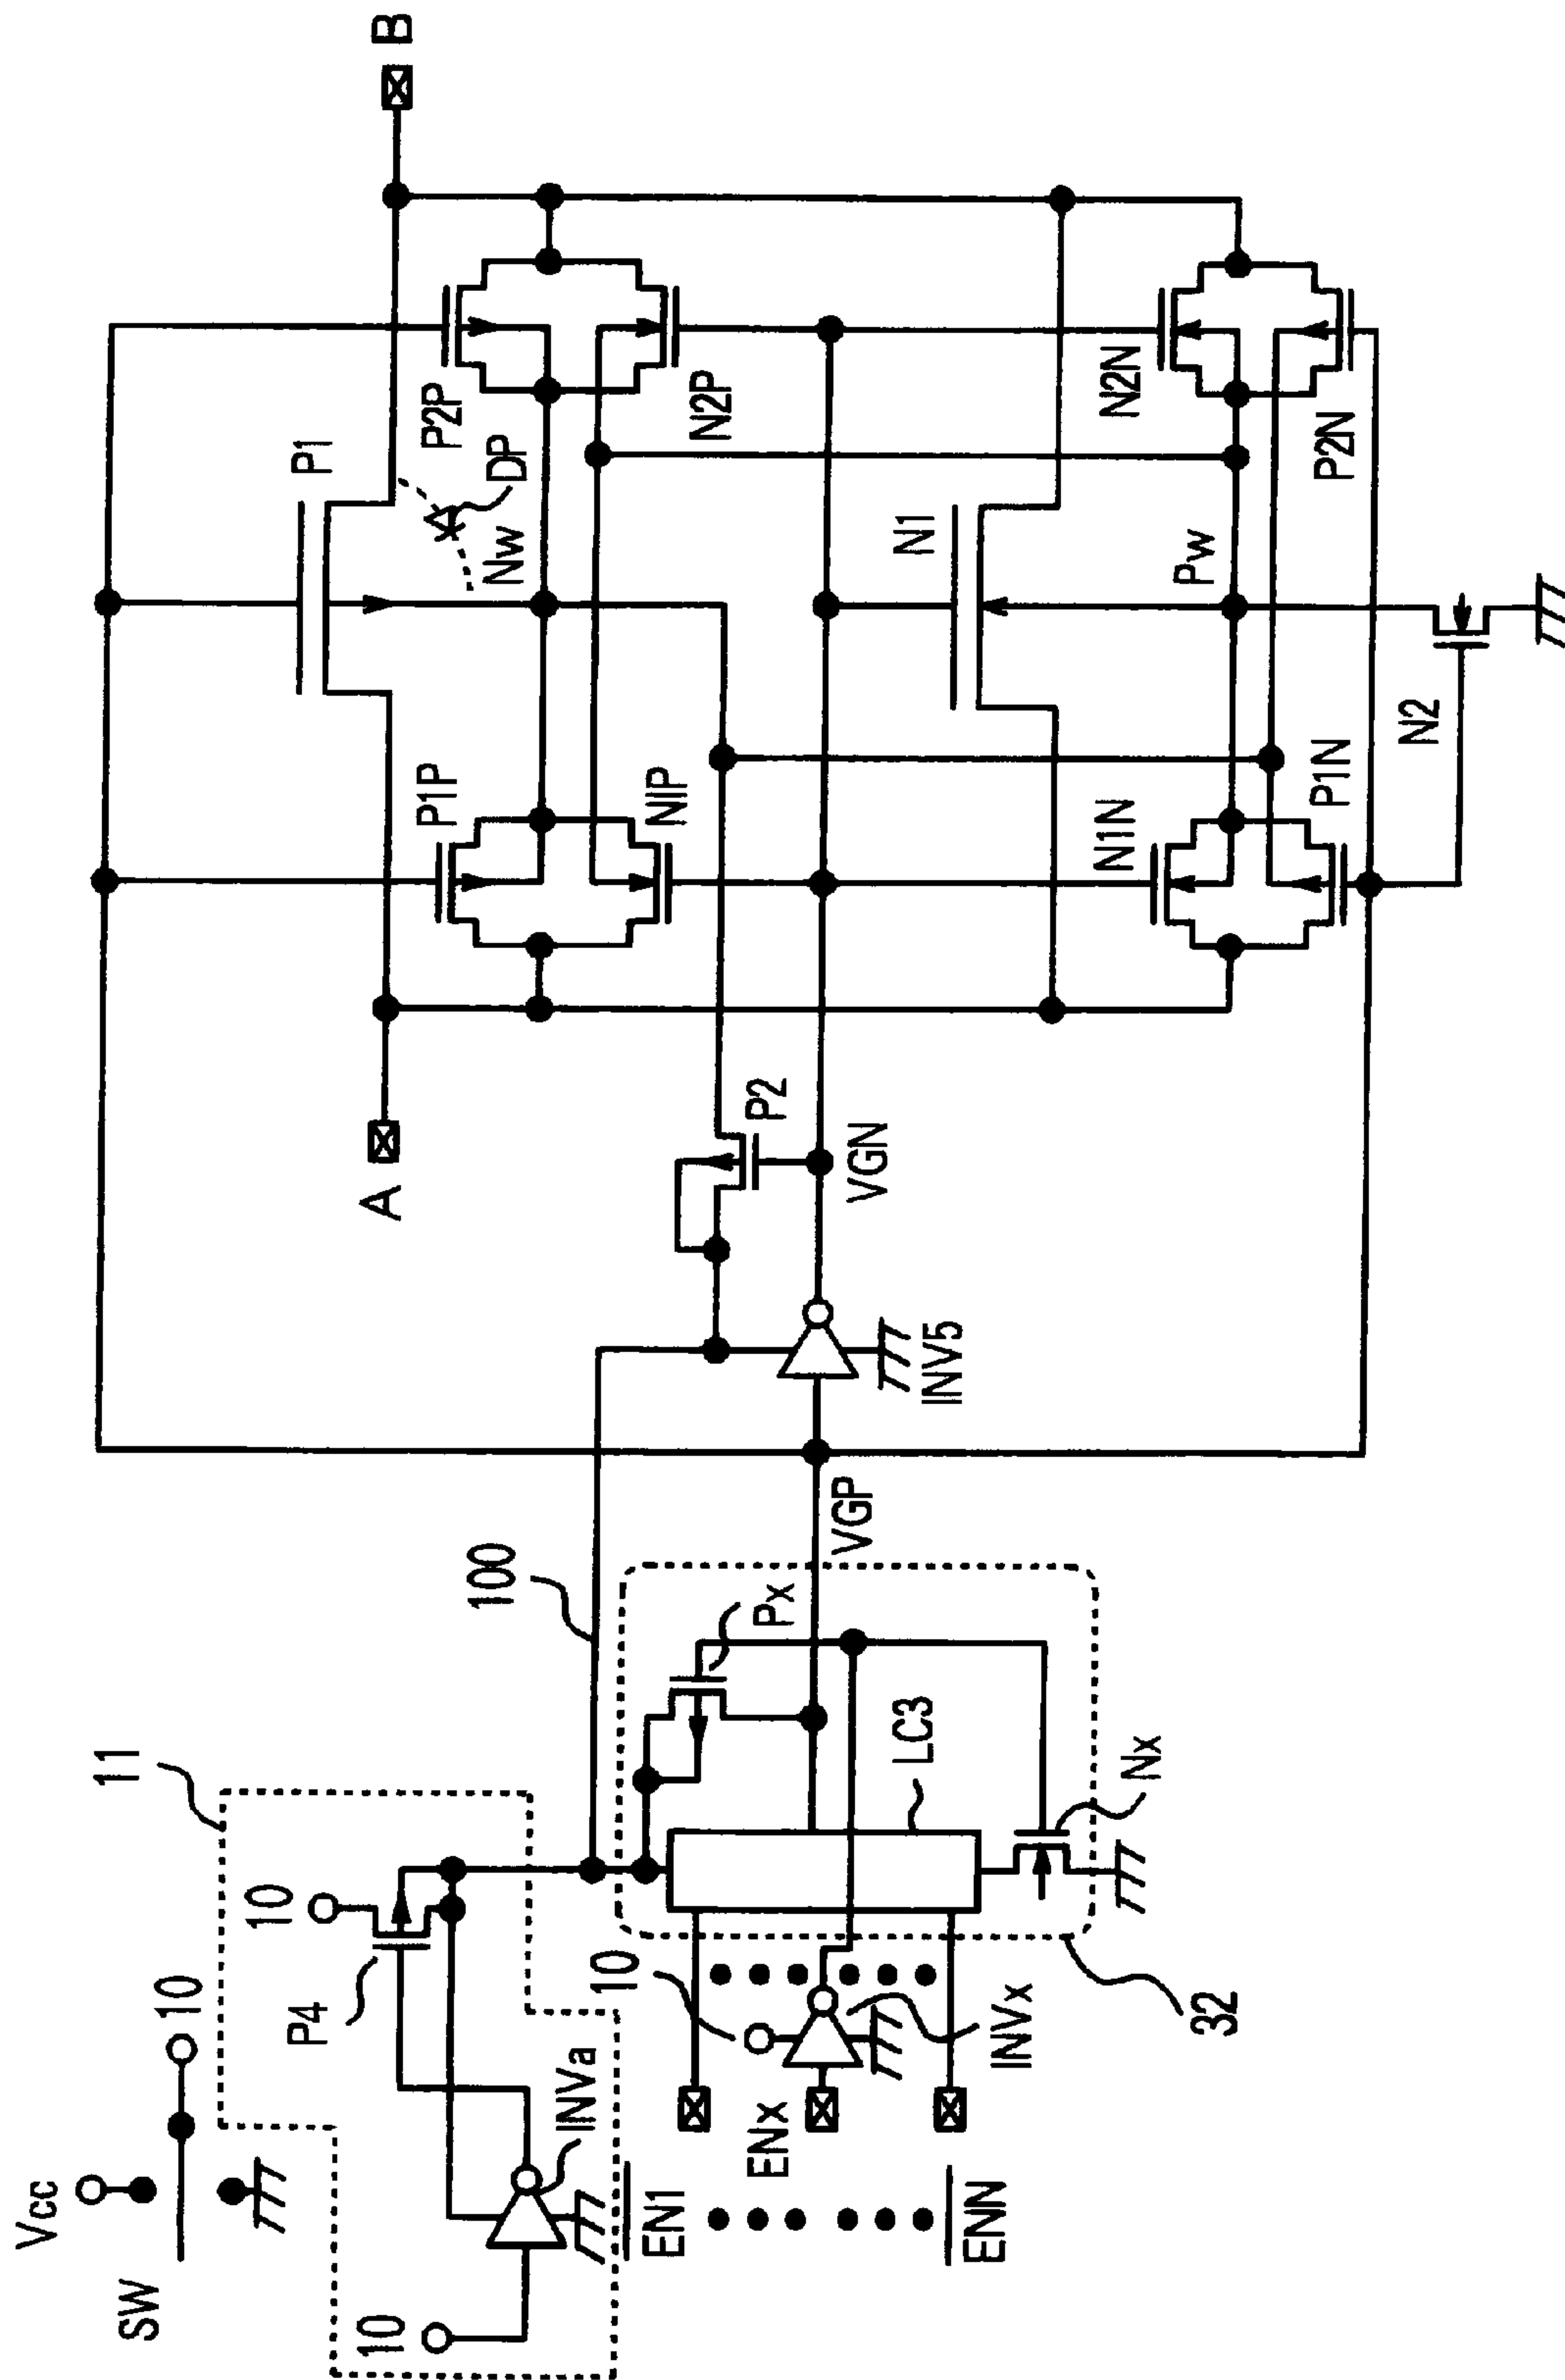 B
P1
P2P
DP
Nw
N2P
N1
N2N
Pw
P2N
P1P
NIP
N1N
P1N
N2
A
P2
VGN
INV5
VGP
100
Px
LC3
Nx
11
10
P4
10
10
32
INVx
INVa
Vcc
SW
10
EN1
ENx
ENN